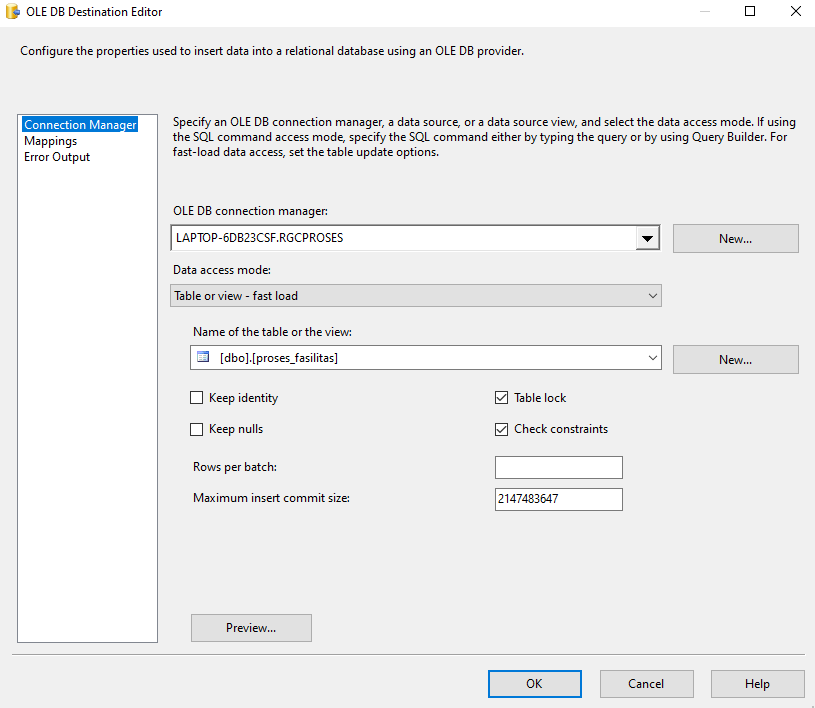 OLE DB Destination Editor
Configure the properties used to insert data into a relational database using an OLE DB provider.
Connection Manager
Mappings
Error Output
Specify an OLE DB connection manager, a data source, or a data source view, and select the data access mode. If using
the SQL command access mode, specify the SQL command either by typing the query or by using Query Builder. For
fast-load data access, set the table update options.
OLE DB connection manager:
LAPTOP-6DB23CSF.RGCPROSES
New...
Data access mode:
Table or view - fast load
Name of the table or the view:
[dbo].[proses_fasilitas]
New...
Keep identity
Table lock
Keep nulls
Check constraints
Rows per batch:
Maximum insert commit size:
2147483647
Preview...
OK
Cancel
Help